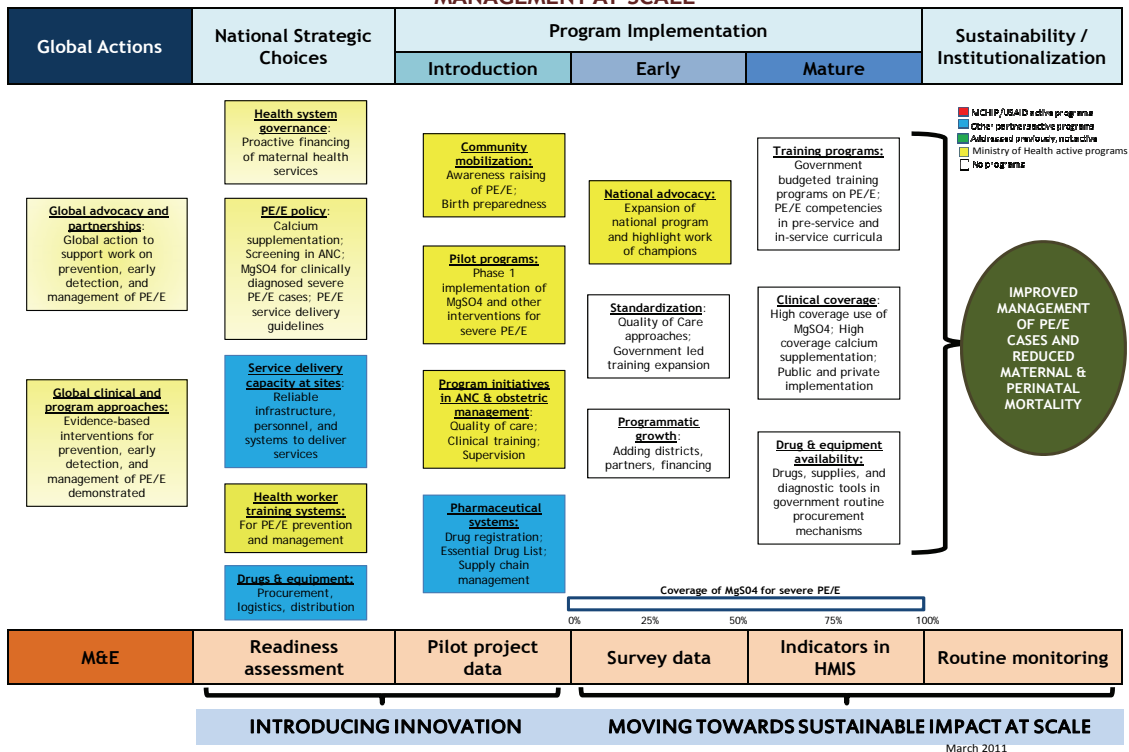 MANAGEMENT AT SCALE
Global Actions
National Strategic
Choices
Program Implementation
Introduction
Early
Mature
Sustainability /
Institutionalization
Global advocacy and
partnerships:
Global action to
support work on
prevention, early
detection, and
management of PE/E
Global clinical and
program approaches:
Evidence-based
interventions for
prevention, early
detection, and
management of PE/E
demonstrated
Health system
governance:
Proactive financing
of maternal health
services
PE/E policy:
Calcium
supplementation;
Screening in ANC;
MgSO4 for clinically
diagnosed severe
PE/E cases; PE/E
service delivery
guidelines
Service delivery
capacity at sites:
Reliable
infrastructure,
personnel, and
systems to deliver
services
Health worker
training systems:
For PE/E prevention
and management
Drugs & equipment:
Procurement,
logistics, distribution
Community
mobilization:
Awareness raising
of PE/E;
Birth preparedness
Pilot programs:
Phase 1
implementation of
MgSO4 and other
interventions for
severe PE/E
Program initiatives
in ANC & obstetric
management:
Quality of care;
Clinical training;
Supervision
Pharmaceutical
systems:
Drug registration;
Essential Drug List;
Supply chain
management
National advocacy:
Expansion of
national program
and highlight work
of champions
Standardization:
Quality of Care
approaches;
Government led
training expansion
Programmatic
growth:
Adding districts,
partners, financing
Training programs:
Government
budgeted training
programs on PE/E;
PE/E competencies
in pre-service and
in-service curricula
Clinical coverage:
High coverage use of
MgSO4; High
coverage calcium
supplementation;
Public and private
implementation
Drug & equipment
availability:
Drugs, supplies, and
diagnostic tools in
government routine
procurement
mechanisms
MCHIP/USAID active programs
Other partners active programs
Addressed previously, not active
Ministry of Health active programs
No programs
IMPROVED
MANAGEMENT
OF PE/E
CASES AND
REDUCED
MATERNAL &
PERINATAL
MORTALITY
Coverage of MgS04 for severe PE/E
0% 25% 50% 75% 100%
M&E
Readiness
assessment
Pilot project
data
Survey data
Indicators in
HMIS
Routine monitoring
INTRODUCING INNOVATION
MOVING TOWARDS SUSTAINABLE IMPACT AT SCALE
March 2011